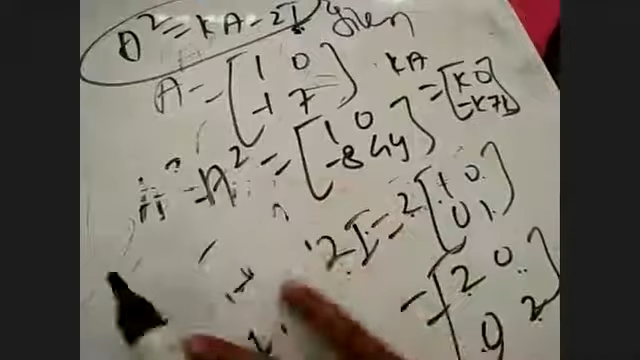 A² = KA - 2I given
A = [1 0
-1 7]
KA = [K 0
-K 7K]
A² = [1 0
-8 49]
2I = 2[1 0
0 1]
= [2 0
0 2]